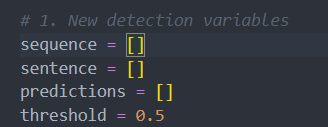 # 1. New detection variables
sequence = []
sentence = []
predictions = []
threshold = 0.5